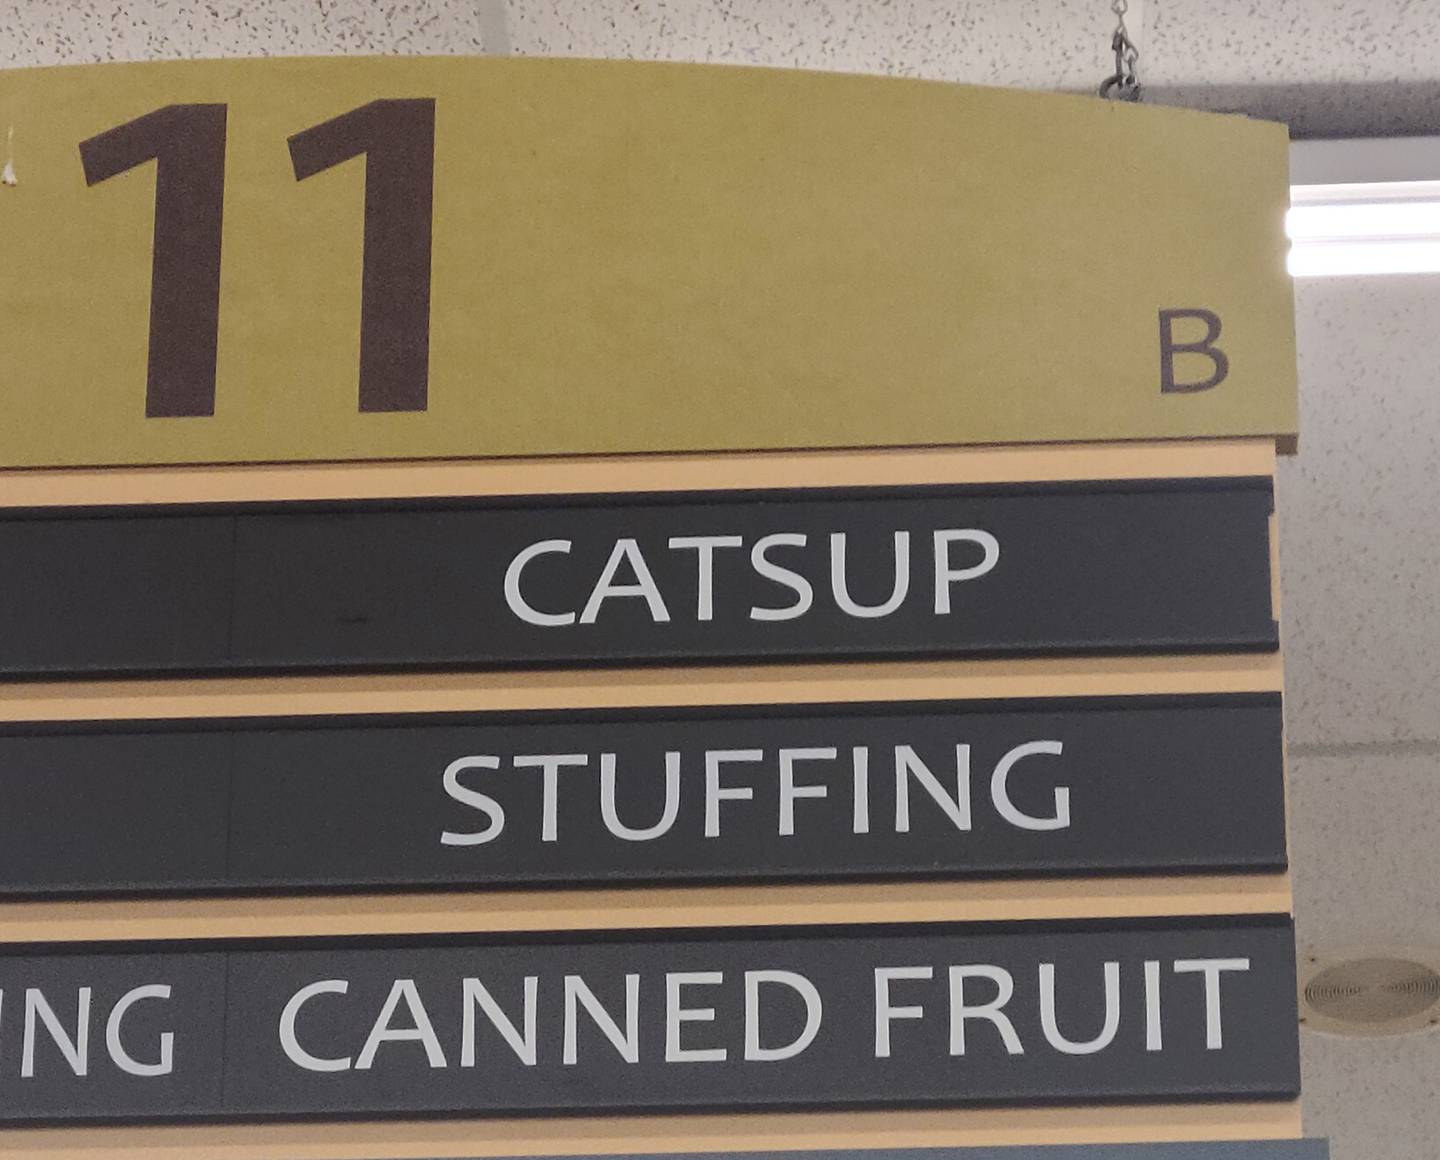 11
B
CATSUP
STUFFING
CANNED FRUIT